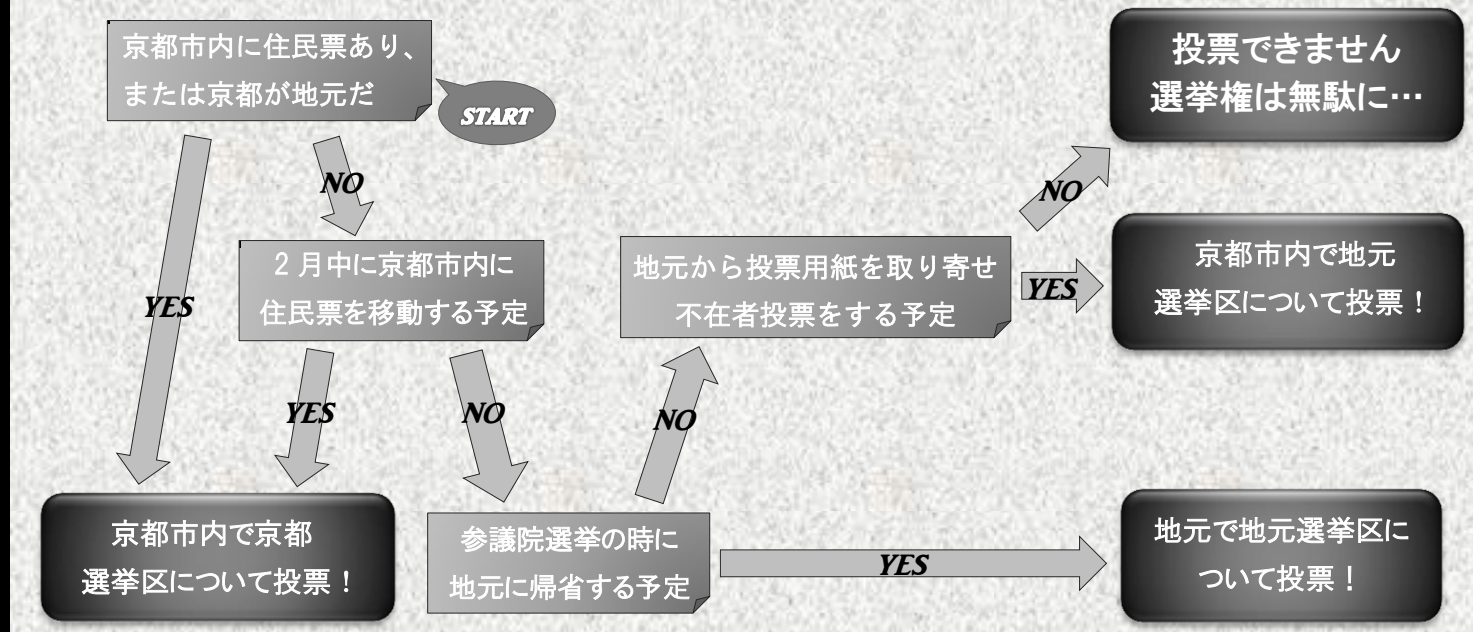 京都市内に住民票あり、
または京都が地元だ
START
YES
NO
2月中に京都市内に
住民票を移動する予定
YES
NO
京都市内で京都
選挙区について投票！
参議院選挙の時に
地元に帰省する予定
NO
YES
地元から投票用紙を取り寄せ
不在者投票をする予定
NO
YES
投票できません
選挙権は無駄に…
京都市内で地元
選挙区について投票！
地元で地元選挙区に
ついて投票！